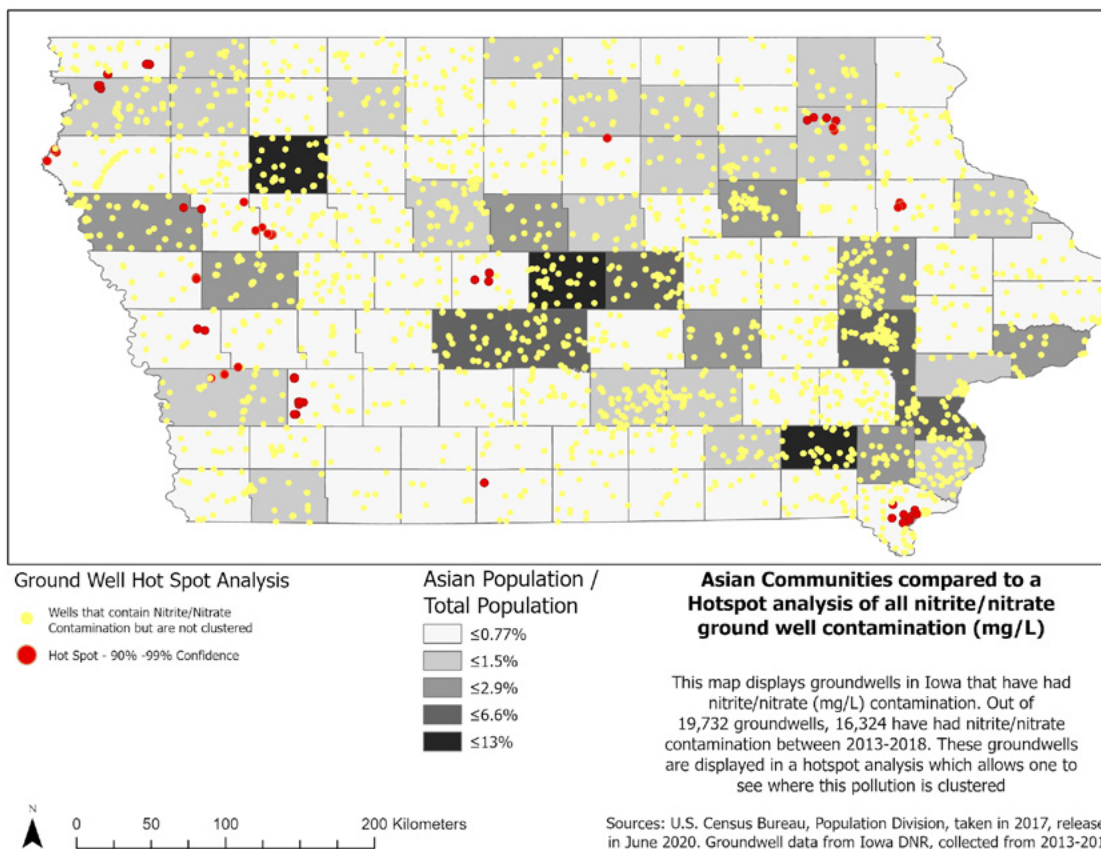 Ground Well Hot Spot Analysis
Wells that contain Nitrite/Nitrate
Contamination but are not clustered
Hot Spot - 90% -99% Confidence
Asian Population /
Total Population
≤0.77%
≤1.5%
≤2.9%
≤6.6%
≤13%
Asian Communities compared to a
Hotspot analysis of all nitrite/nitrate
ground well contamination (mg/L)
This map displays groundwells in Iowa that have had
nitrite/nitrate (mg/L) contamination. Out of
19,732 groundwells, 16,324 have had nitrite/nitrate
contamination between 2013-2018. These groundwells
are displayed in a hotspot analysis which allows one to
see where this pollution is clustered
N
0 50 100 200 Kilometers
Sources: U.S. Census Bureau, Population Division, taken in 2017, release
in June 2020. Groundwell data from Iowa DNR, collected from 2013-201